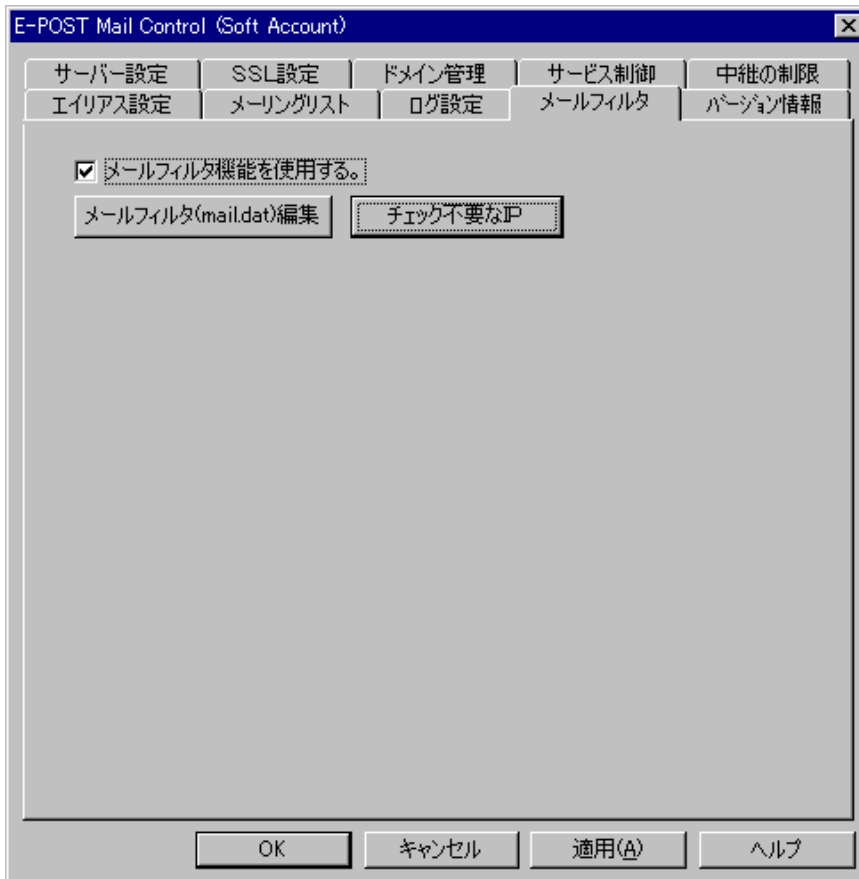 E-POST Mail Control (Soft Account)
サーバー設定 SSL設定 ドメイン管理 サービス制御 中継の制限
エイリアス設定 メーリングリスト ログ設定 メールフィルタ バージョン情報
メールフィルタ機能を使用する。
メールフィルタ(mail.dat)編集 チェック不要なIP
OK キャンセル 適用(A) ヘルプ